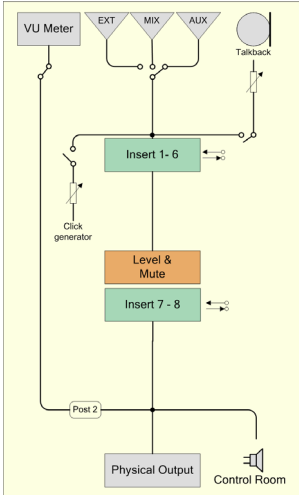 VU Meter
EXT
MIX
AUX
Talkback
Insert 1- 6
Click
generator
Level &
Mute
Insert 7 - 8
Post 2
Physical Output
Control Room